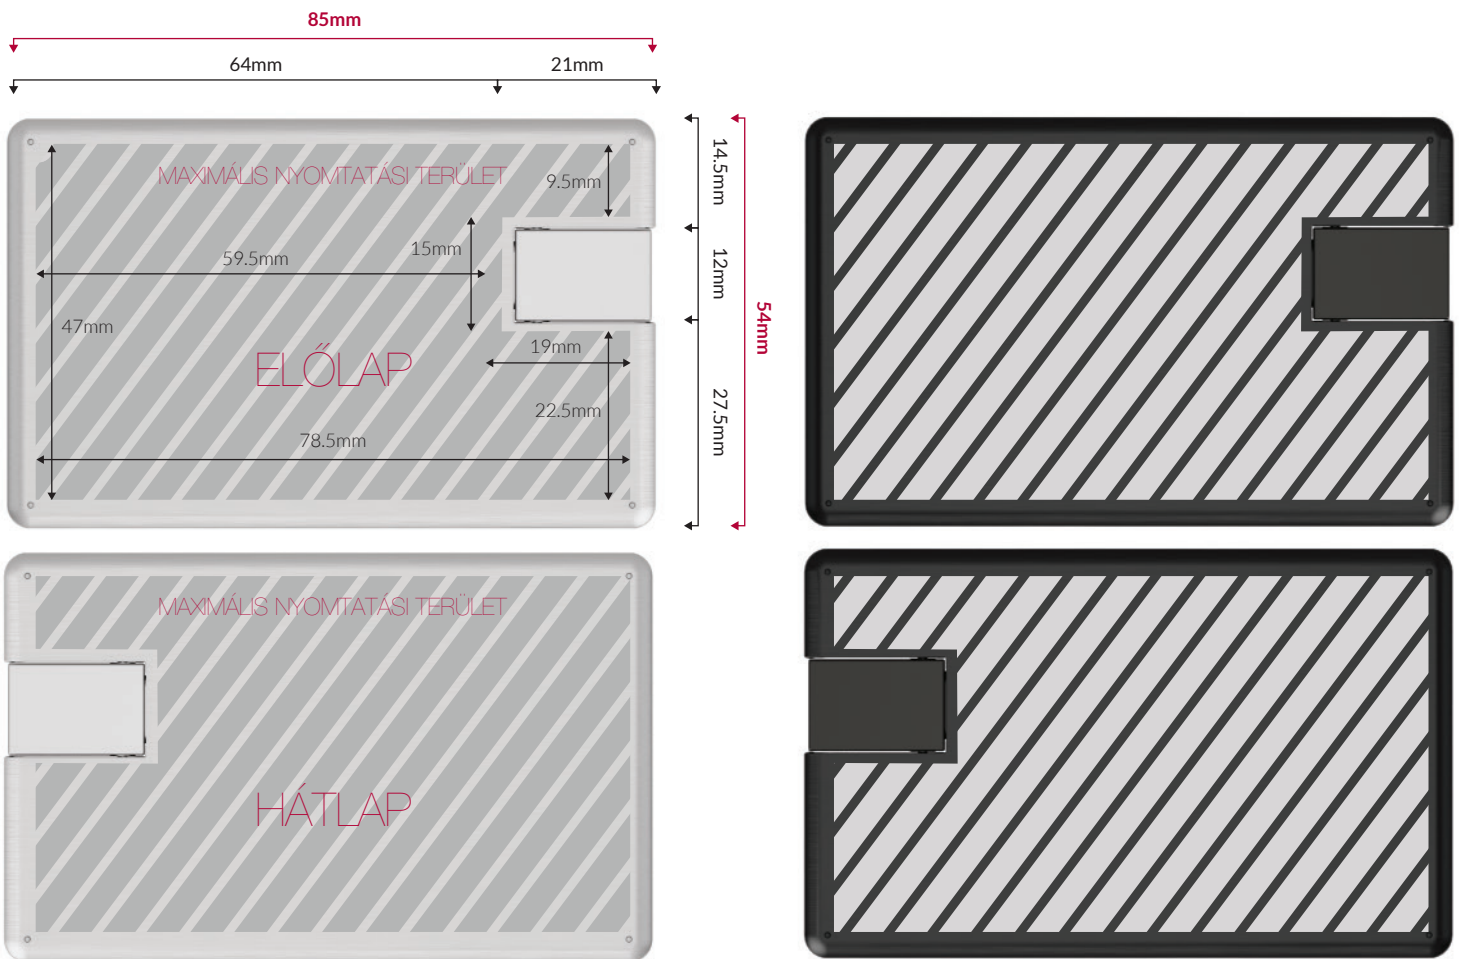 85mm
64mm
21mm
MAXIMÁLIS NYOMTATÁSI TERÜLET
9.5mm
14.5mm
15mm
59.5mm
12mm
54mm
47mm
19mm
ELŐLAP
22.5mm
27.5mm
78.5mm
MAXIMÁLIS NYOMTATÁSI TERÜLET
HÁTLAP